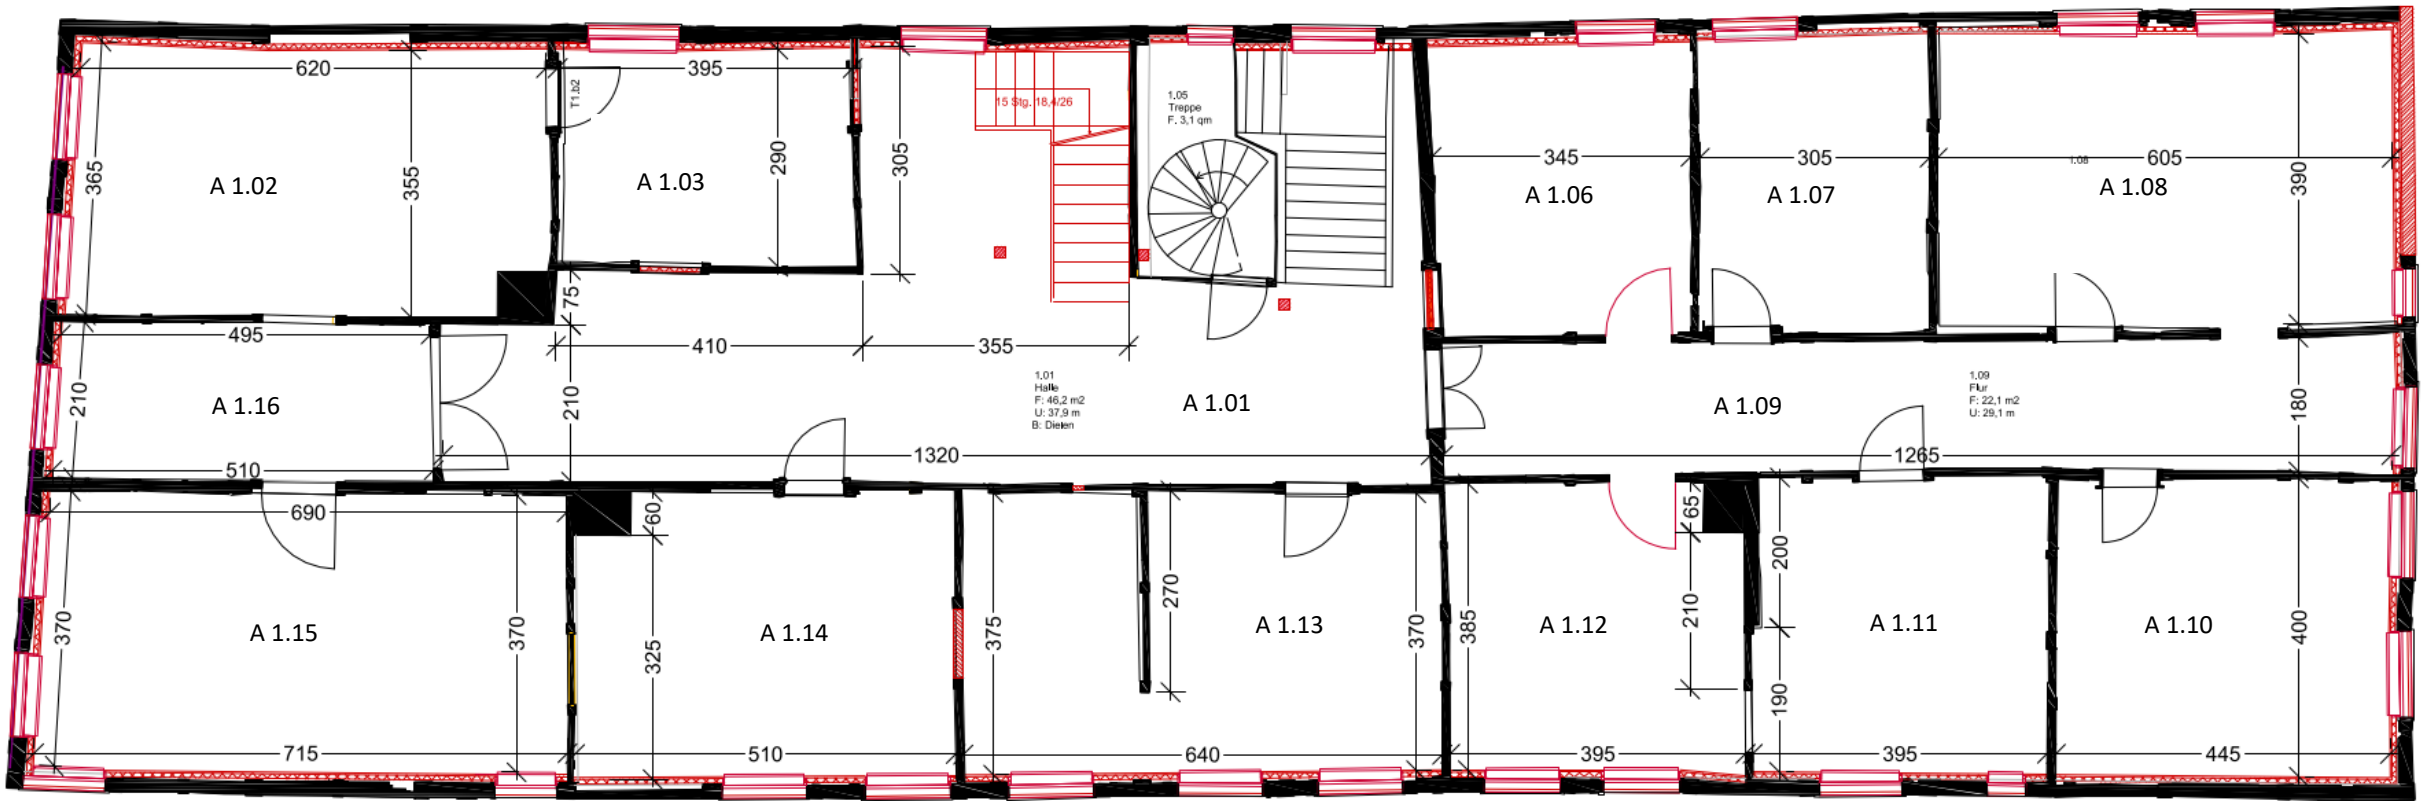 620
395
T1.b2
15 Stg. 18,4/26
1.05
Treppe
F. 3,1 qm
365
355
290
305
345
305
1.08
605
390
A 1.02
A 1.03
A 1.06
A 1.07
A 1.08
75
495
410
355
210
210
1.01
Halle
F: 46,2 m2
U: 37,9 m
B: Dielen
1.09
Flur
F: 22,1 m2
U: 29,1 m
180
A 1.16
A 1.01
A 1.09
510
1320
1265
690
60
65
200
370
370
325
375
270
370
385
210
190
400
A 1.15
A 1.14
A 1.13
A 1.12
A 1.11
A 1.10
715
510
640
395
395
445